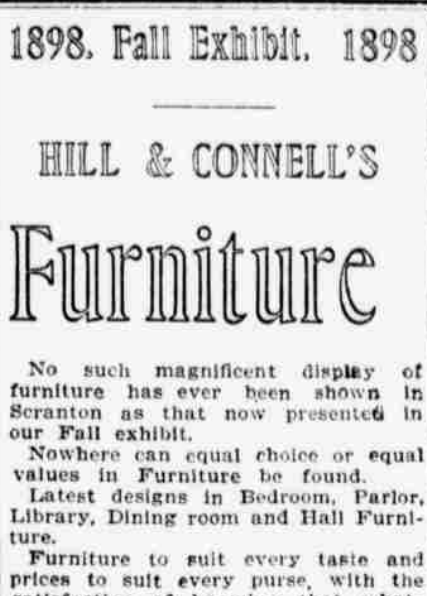 1898. Fall Exhibit. 1898
HILL & CONNELL'S
Furniture
No such magnificent display of
furniture has ever been shown in
Scranton as that now presented in
our Fall exhibit.
Nowhere can equal choice or equal
values in Furniture be found.
Latest designs in Bedroom, Parlor,
Library, Dining room and Hall Furni-
ture.
Furniture to suit every taste and
prices to suit every purse, with the